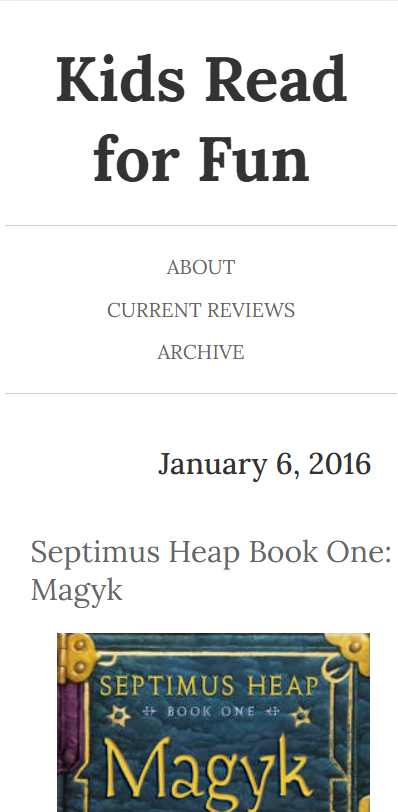 Kids Read
for Fun
ABOUT
CURRENT REVIEWS
ARCHIVE
January 6, 2016
Septimus Heap Book One:
Magyk
SEPTIMUS HEAP
BOOK ONE
Magyk